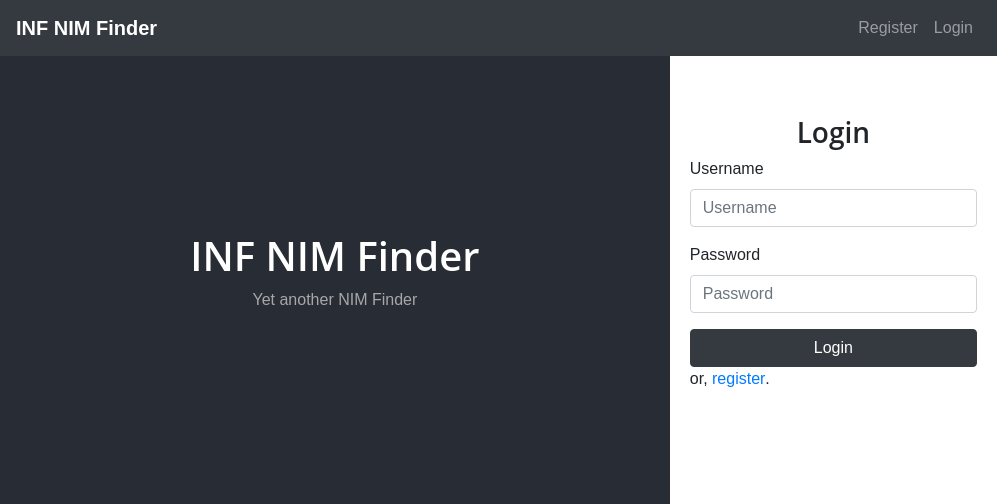 INF NIM Finder
Register Login
INF NIM Finder
Yet another NIM Finder
Login
Username
Username
Password
Password
Login
or, register.